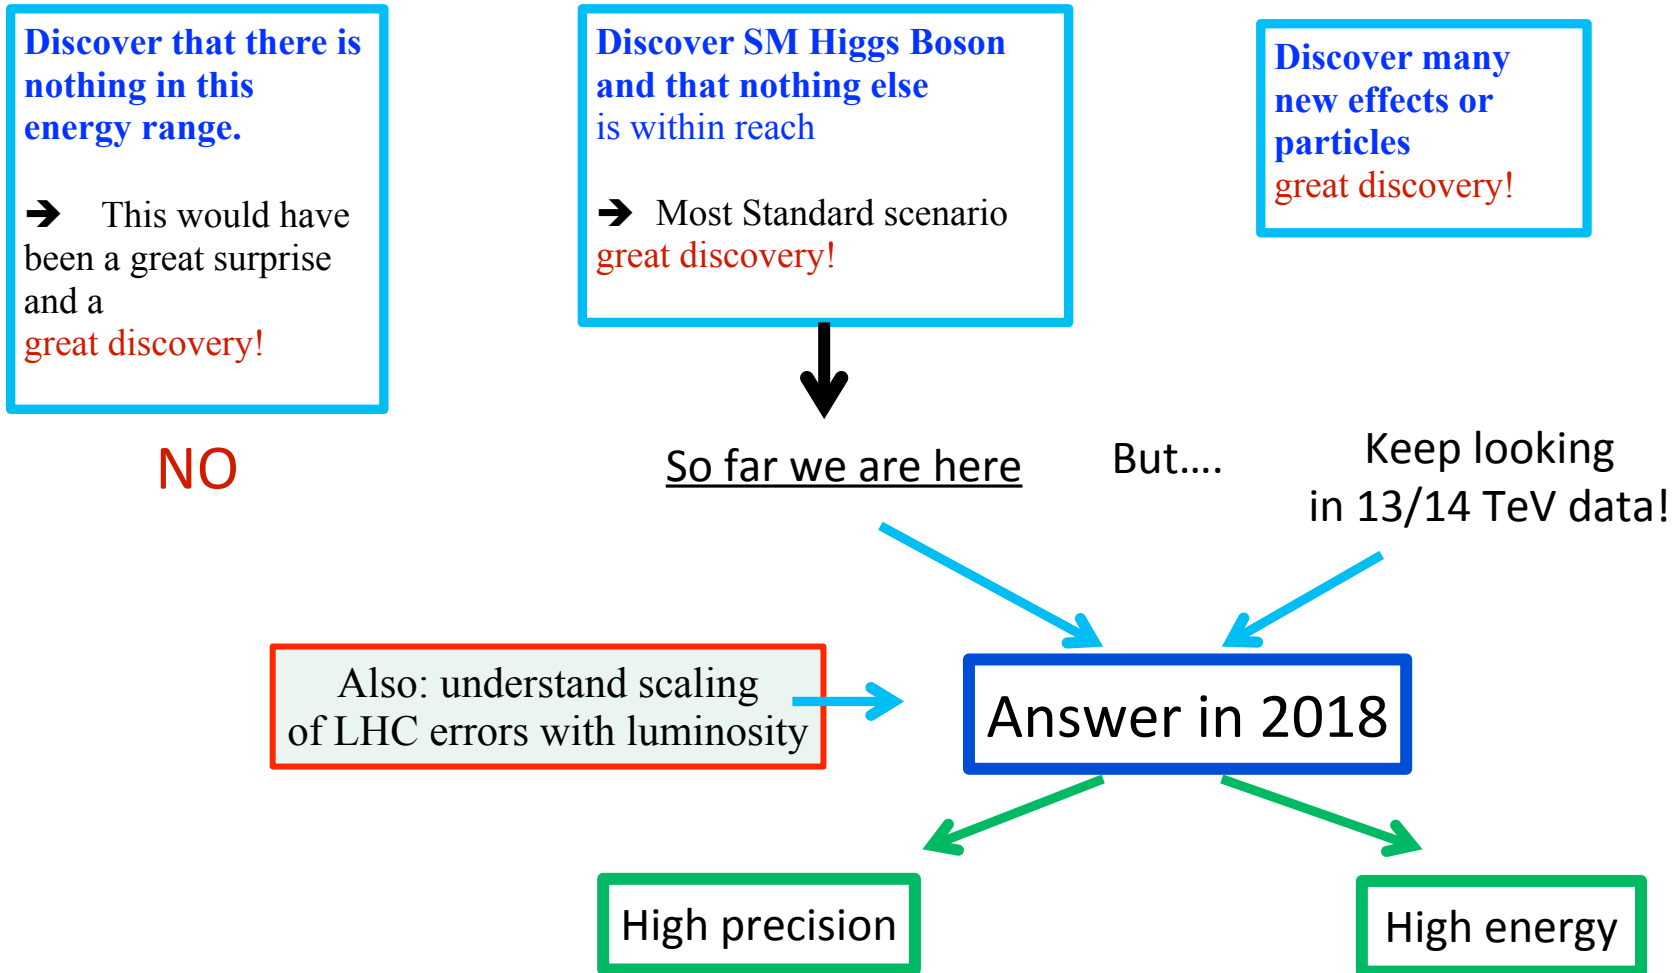 Discover that there is
nothing in this
energy range.
➔ This would have
been a great surprise
and a
great discovery!
Discover SM Higgs Boson
and that nothing else
is within reach
➔ Most Standard scenario
great discovery!
Discover many
new effects or
particles
great discovery!
NO
So far we are here
But....
Keep looking
in 13/14 TeV data!
Also: understand scaling
of LHC errors with luminosity
Answer in 2018
High precision
High energy